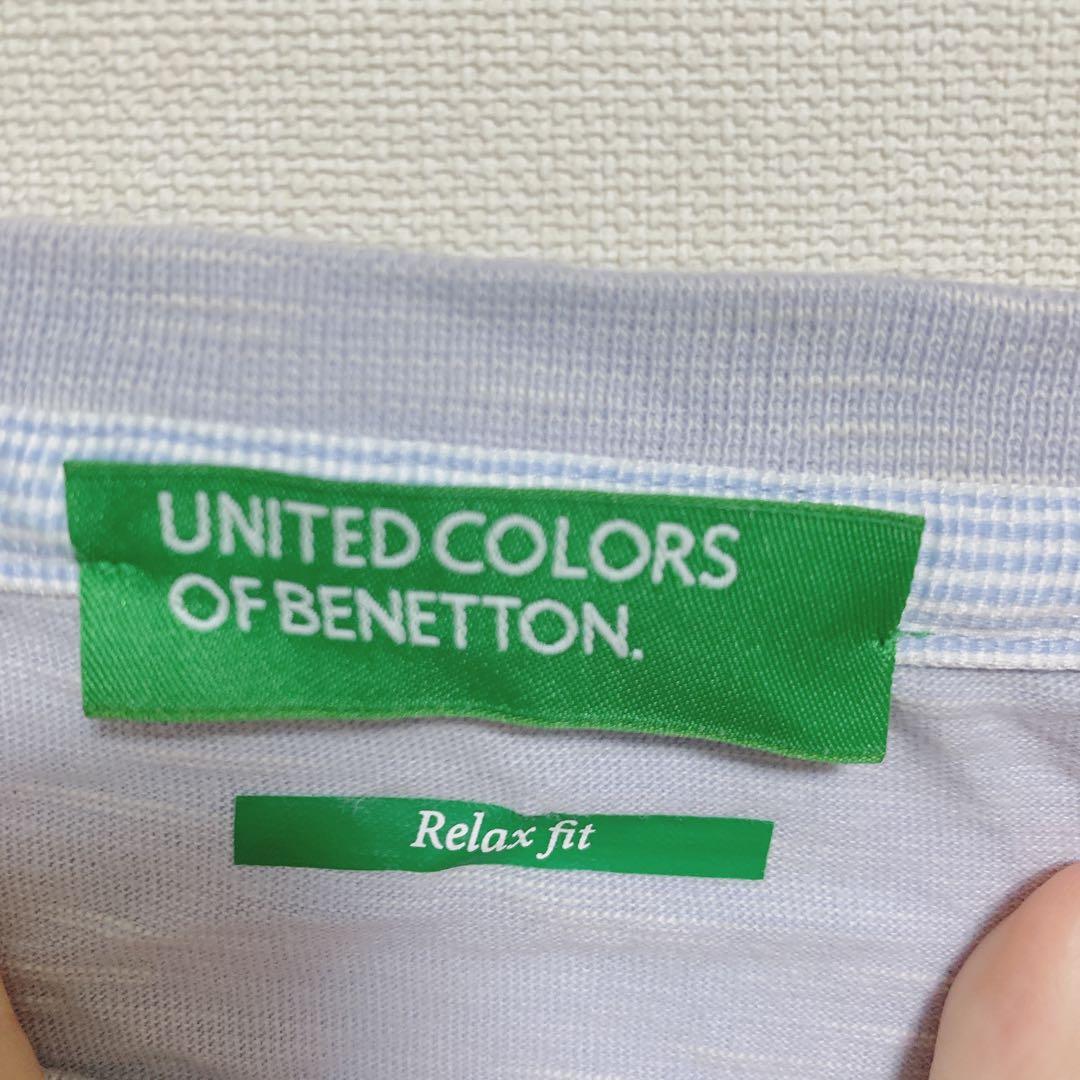 UNITED COLORS
OF BENETTON.
Relax fit